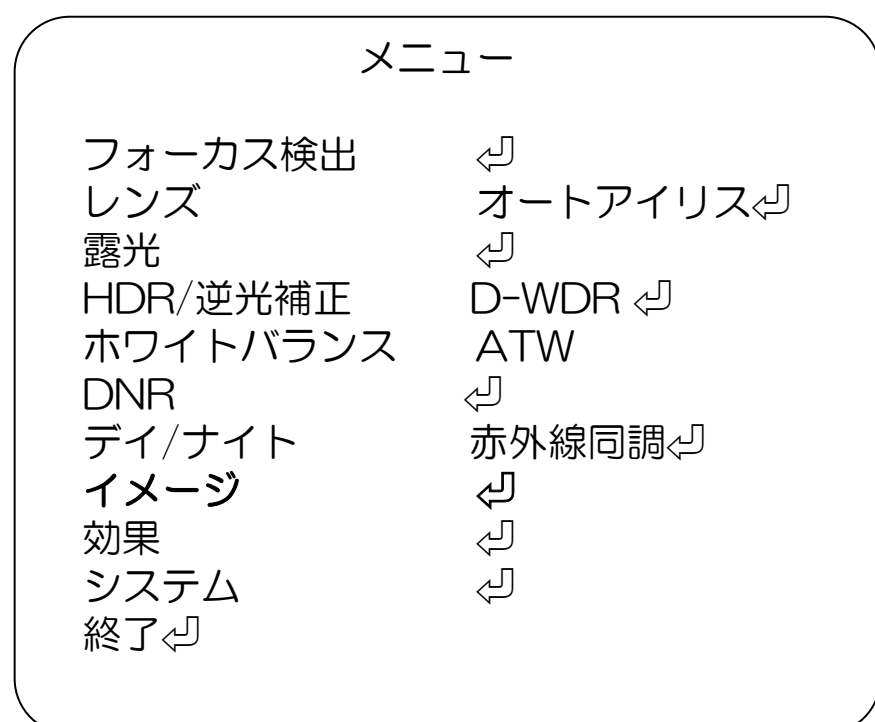 メニュー
フォーカス検出 ⏎
レンズ オートアイリス⏎
露光 ⏎
HDR/逆光補正 D-WDR ⏎
ホワイトバランス ATW
DNR ⏎
デイ/ナイト 赤外線同調⏎
イメージ ⏎
効果 ⏎
システム ⏎
終了⏎